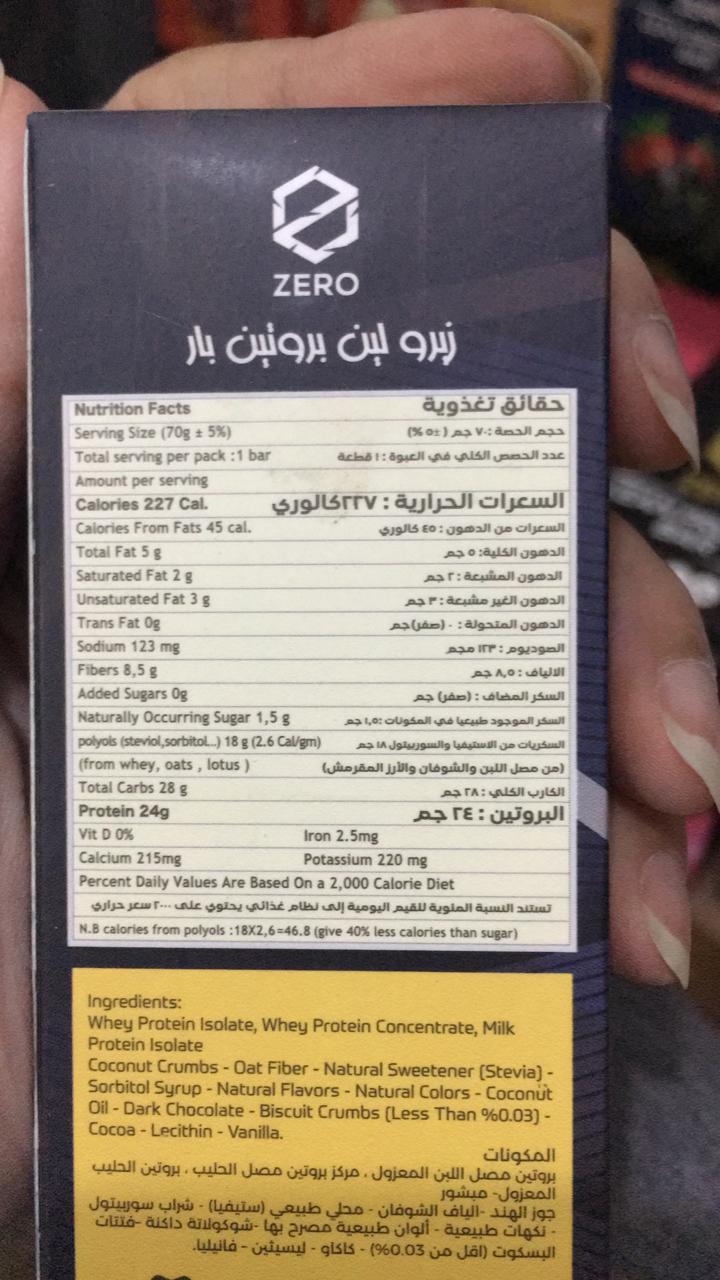 ZERO
زيرو لين بروتين بار
Nutrition Facts حقائق تغذوية
Serving Size (70g ± 5%) حجم الحصة: ٧٠ جم (±٥ %)
Total serving per pack :1 bar عدد الحصص الكلي في العبوة : ١ قطعة
Amount per serving
Calories 227 Cal. السعرات الحرارية : ٢٢٧كالوري
Calories From Fats 45 cal. السعرات من الدهون : ٤٥ كالوري
Total Fat 5 g الدهون الكلية: ٥ جم
Saturated Fat 2 g الدهون المشبعة : ٢ جم
Unsaturated Fat 3 g الدهون الغير مشبعة : ٣ جم
Trans Fat 0g الدهون المتحولة : ٠ (صفر)جم
Sodium 123 mg الصوديوم : ١٢٣ مجم
Fibers 8,5 g الالياف : ٨,٥ جم
Added Sugars 0g السكر المضاف : (صفر) جم
Naturally Occurring Sugar 1,5 g السكر الموجود طبيعيا في المكونات :١,٥ جم
polyols (steviol,sorbitol...) 18 g (2.6 Cal/gm) السكريات من الاستيفيا والسوربيتول ١٨ جم
(from whey, oats , lotus ) (من مصل اللبن والشوفان والأرز المقرمش)
Total Carbs 28 g الكارب الكلي : ٢٨ جم
Protein 24g البروتين : ٢٤ جم
Vit D 0% Iron 2.5mg
Calcium 215mg Potassium 220 mg
Percent Daily Values Are Based On a 2,000 Calorie Diet
تستند النسبة المئوية للقيم اليومية إلى نظام غذائي يحتوي على ٢٠٠٠ سعر حراري
N.B calories from polyols :18X2,6=46.8 (give 40% less calories than sugar)
Ingredients:
Whey Protein Isolate, Whey Protein Concentrate, Milk
Protein Isolate
Coconut Crumbs - Oat Fiber - Natural Sweetener (Stevia) -
Sorbitol Syrup - Natural Flavors - Natural Colors - Coconut
Oil - Dark Chocolate - Biscuit Crumbs (Less Than %0.03) -
Cocoa - Lecithin - Vanilla.
المكونات
بروتين مصل اللبن المعزول ، مركز بروتين مصل الحليب ، بروتين الحليب
المعزول- مبشور
جوز الهند -الياف الشوفان - محلي طبيعي (ستيفيا) - شراب سوربيتول
- نكهات طبيعية - ألوان طبيعية مصرح بها -شوكولاتة داكنة -فتتات
البسكوت (اقل من 0.03%) - كاكاو - ليسيثين - فانيليا.